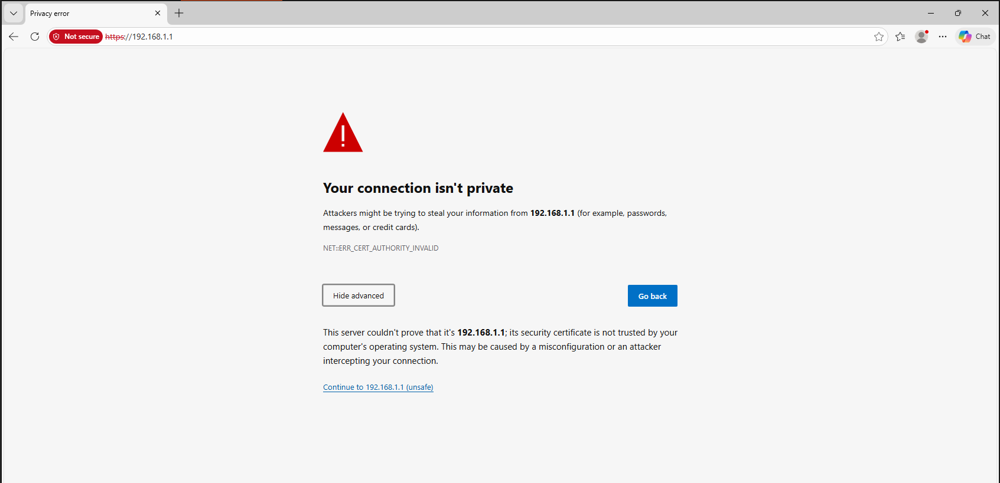 Privacy error
Not secure https://192.168.1.1
Chat
!
Your connection isn't private
Attackers might be trying to steal your information from 192.168.1.1 (for example, passwords,
messages, or credit cards).
NET::ERR_CERT_AUTHORITY_INVALID
Hide advanced
Go back
This server couldn't prove that it's 192.168.1.1; its security certificate is not trusted by your
computer's operating system. This may be caused by a misconfiguration or an attacker
intercepting your connection.
Continue to 192.168.1.1 (unsafe)